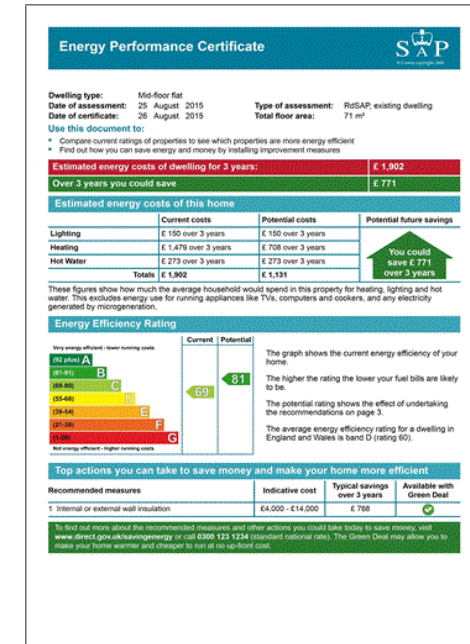 Energy Performance Certificate
SAP
© Crown copyright 2009
Dwelling type: Mid-floor flat
Date of assessment: 25 August 2015 Type of assessment: RdSAP, existing dwelling
Date of certificate: 26 August 2015 Total floor area: 71 m²
Use this document to:
• Compare current ratings of properties to see which properties are more energy efficient
• Find out how you can save energy and money by installing improvement measures
Estimated energy costs of dwelling for 3 years: £ 1,902
Over 3 years you could save £ 771
Estimated energy costs of this home
Current costs Potential costs Potential future savings
Lighting £ 150 over 3 years £ 150 over 3 years
Heating £ 1,479 over 3 years £ 708 over 3 years
Hot Water £ 273 over 3 years £ 273 over 3 years
Totals £ 1,902 £ 1,131
You could
save £ 771
over 3 years
These figures show how much the average household would spend in this property for heating, lighting and hot
water. This excludes energy use for running appliances like TVs, computers and cookers, and any electricity
generated by microgeneration.
Energy Efficiency Rating
Current Potential
Very energy efficient - lower running costs
(92 plus) A
(81-91) B
(69-80) C
(55-68) D
(39-54) E
(21-38) F
(1-20) G
Not energy efficient - higher running costs
69
81
The graph shows the current energy efficiency of your
home.
The higher the rating the lower your fuel bills are likely
to be.
The potential rating shows the effect of undertaking
the recommendations on page 3.
The average energy efficiency rating for a dwelling in
England and Wales is band D (rating 60).
Top actions you can take to save money and make your home more efficient
Recommended measures Indicative cost Typical savings over 3 years Available with Green Deal
1 Internal or external wall insulation £4,000 - £14,000 £ 768
To find out more about the recommended measures and other actions you could take today to save money, visit
www.direct.gov.uk/savingenergy or call 0300 123 1234 (standard national rate). The Green Deal may allow you to
make your home warmer and cheaper to run at no up-front cost.